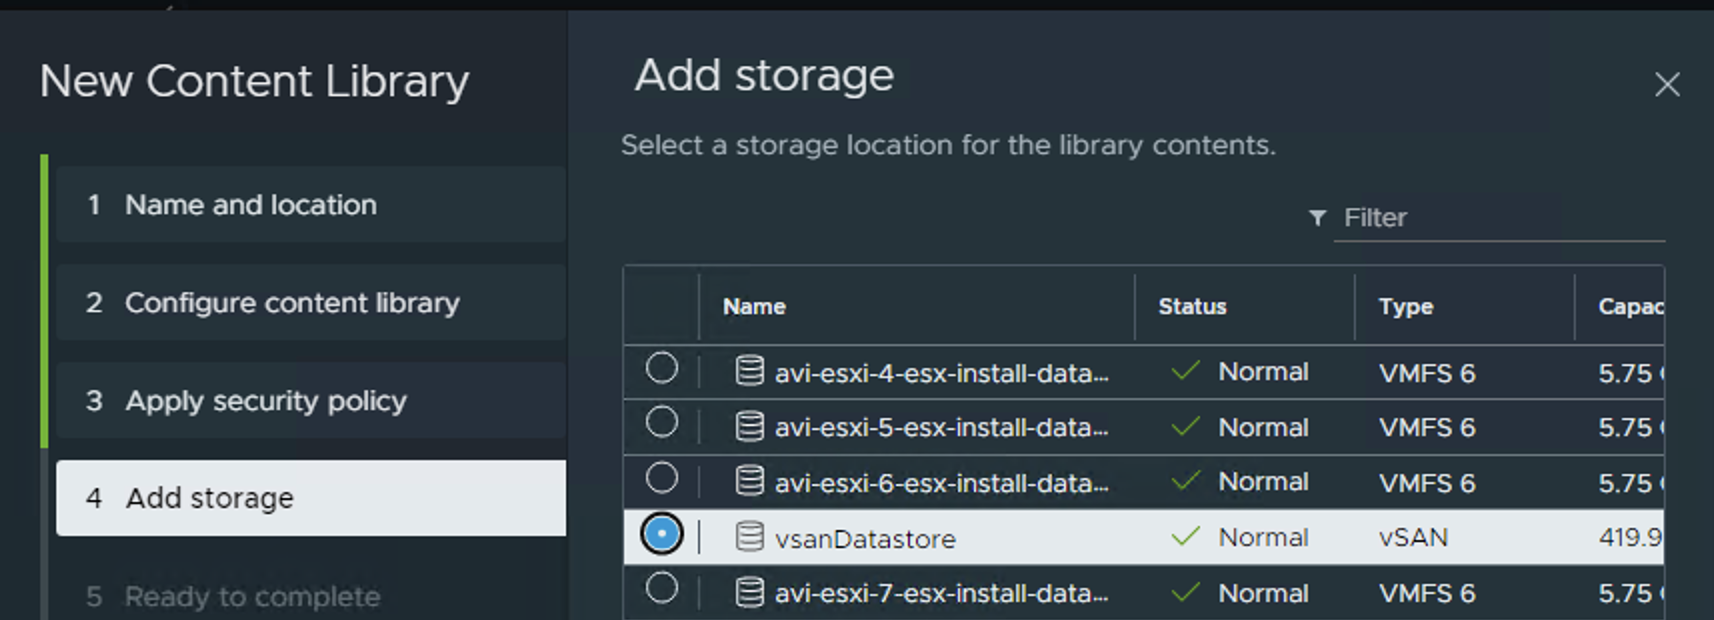 New Content Library
1 Name and location
2 Configure content library
3 Apply security policy
4 Add storage
5 Ready to complete
Add storage
Select a storage location for the library contents.
Filter
Name Status Type Capac
avi-esxi-4-esx-install-data... Normal VMFS 6 5.75
avi-esxi-5-esx-install-data... Normal VMFS 6 5.75
avi-esxi-6-esx-install-data... Normal VMFS 6 5.75
vsanDatastore Normal vSAN 419.9
avi-esxi-7-esx-install-data... Normal VMFS 6 5.75